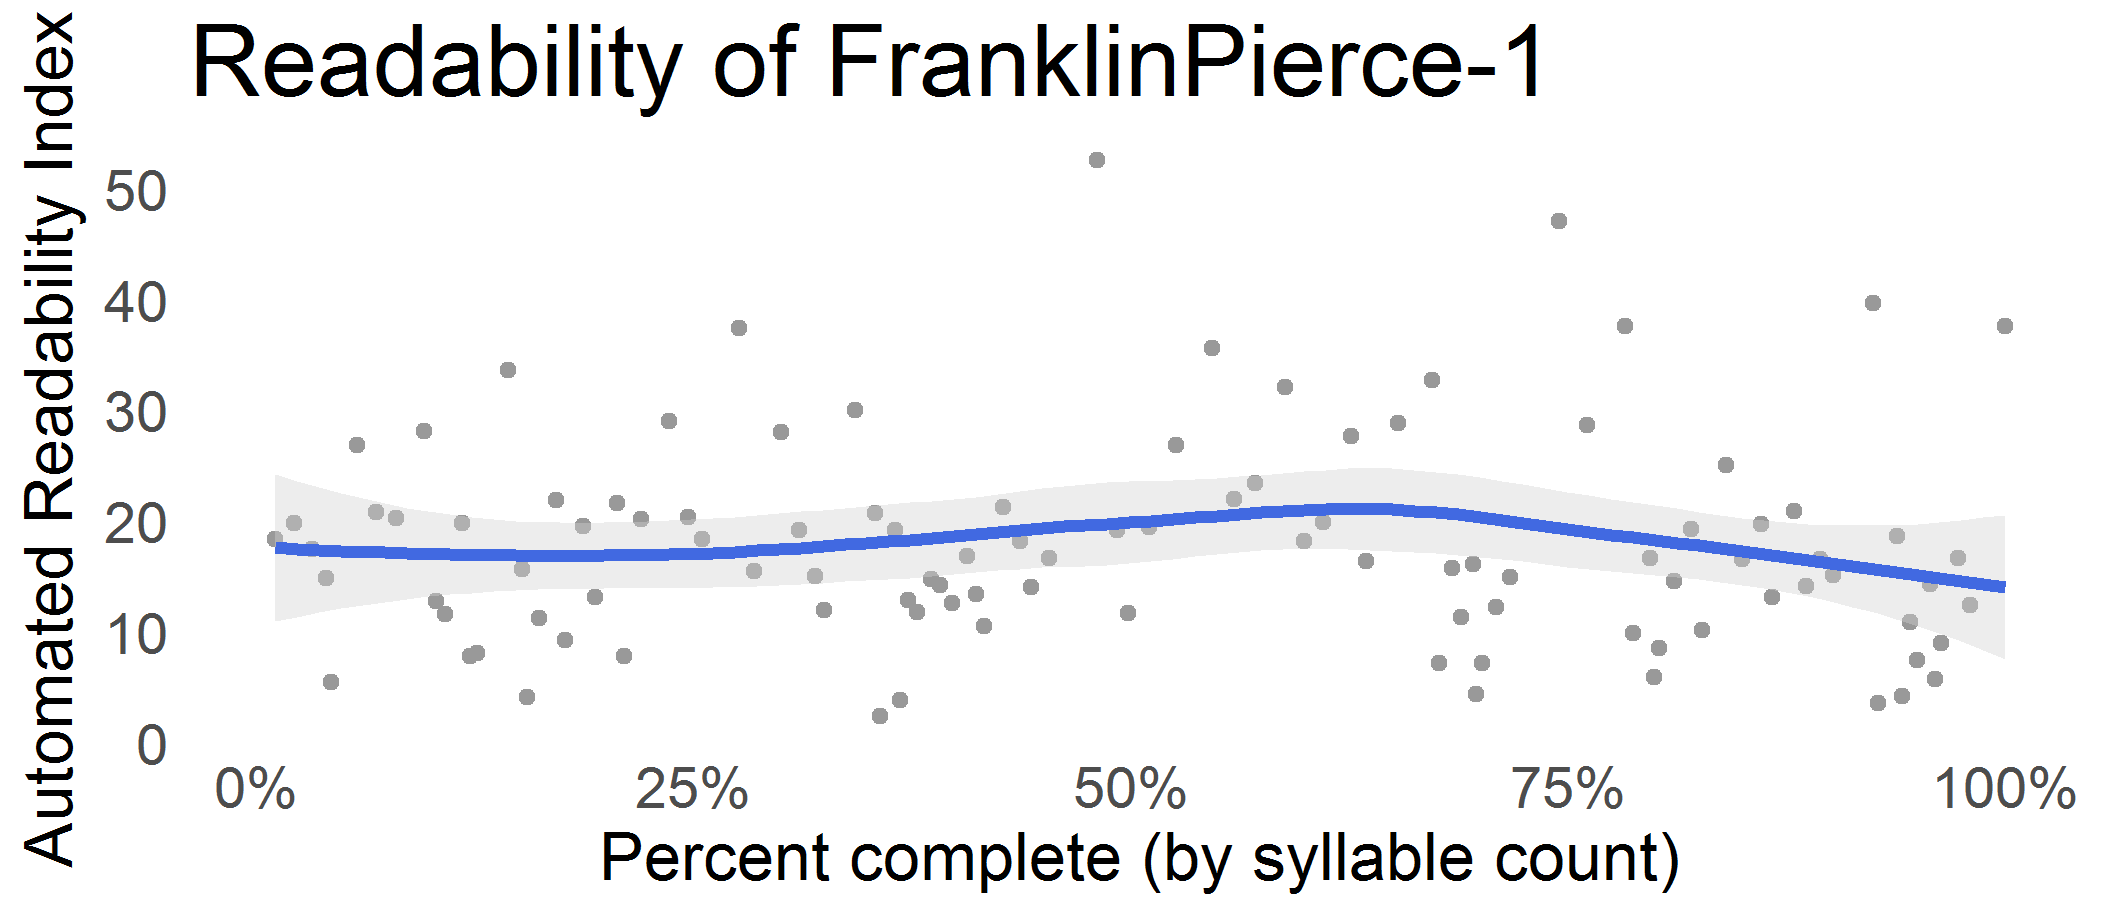 Readability of FranklinPierce-1
Automated Readability Index
50
40
30
20
10
0
0% 25% 50% 75% 100%
Percent complete (by syllable count)